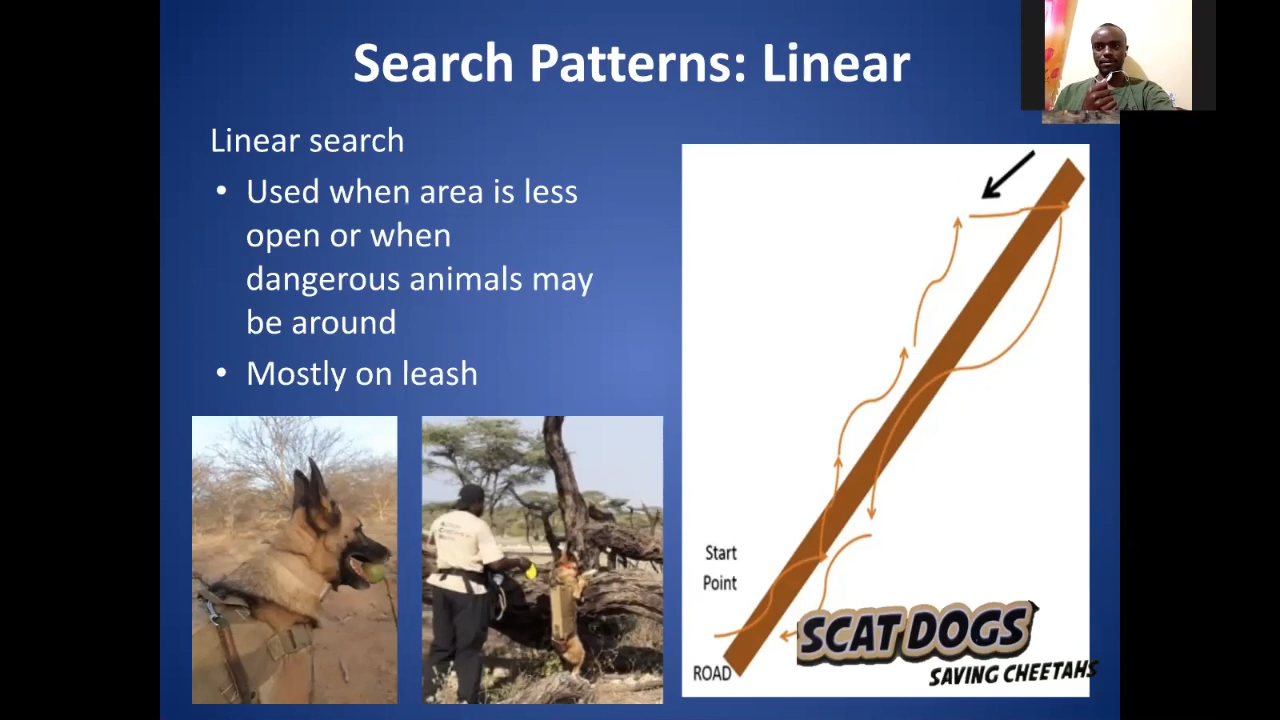 Search Patterns: Linear
Linear search
• Used when area is less
open or when
dangerous animals may
be around
• Mostly on leash
Start
Point
ROAD
SCAT DOGS
SAVING CHEETAHS